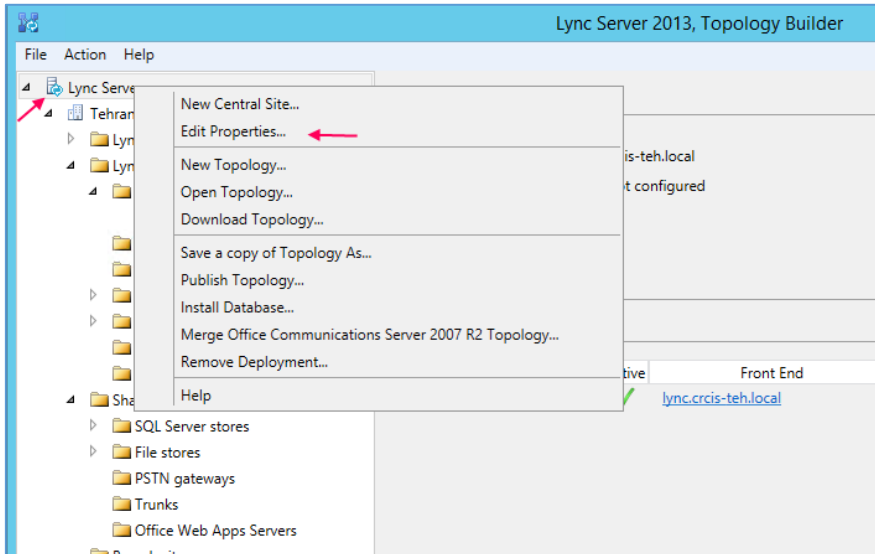 Lync Server 2013, Topology Builder
File Action Help
Lync Serve
New Central Site...
Tehran
Edit Properties...
Lyn
is-teh.local
Lyn
New Topology...
t configured
Open Topology...
Download Topology...
Save a copy of Topology As...
Publish Topology...
Install Database...
Merge Office Communications Server 2007 R2 Topology...
Remove Deployment...
tive Front End
Sha
Help
lync.crcis-teh.local
SQL Server stores
File stores
PSTN gateways
Trunks
Office Web Apps Servers